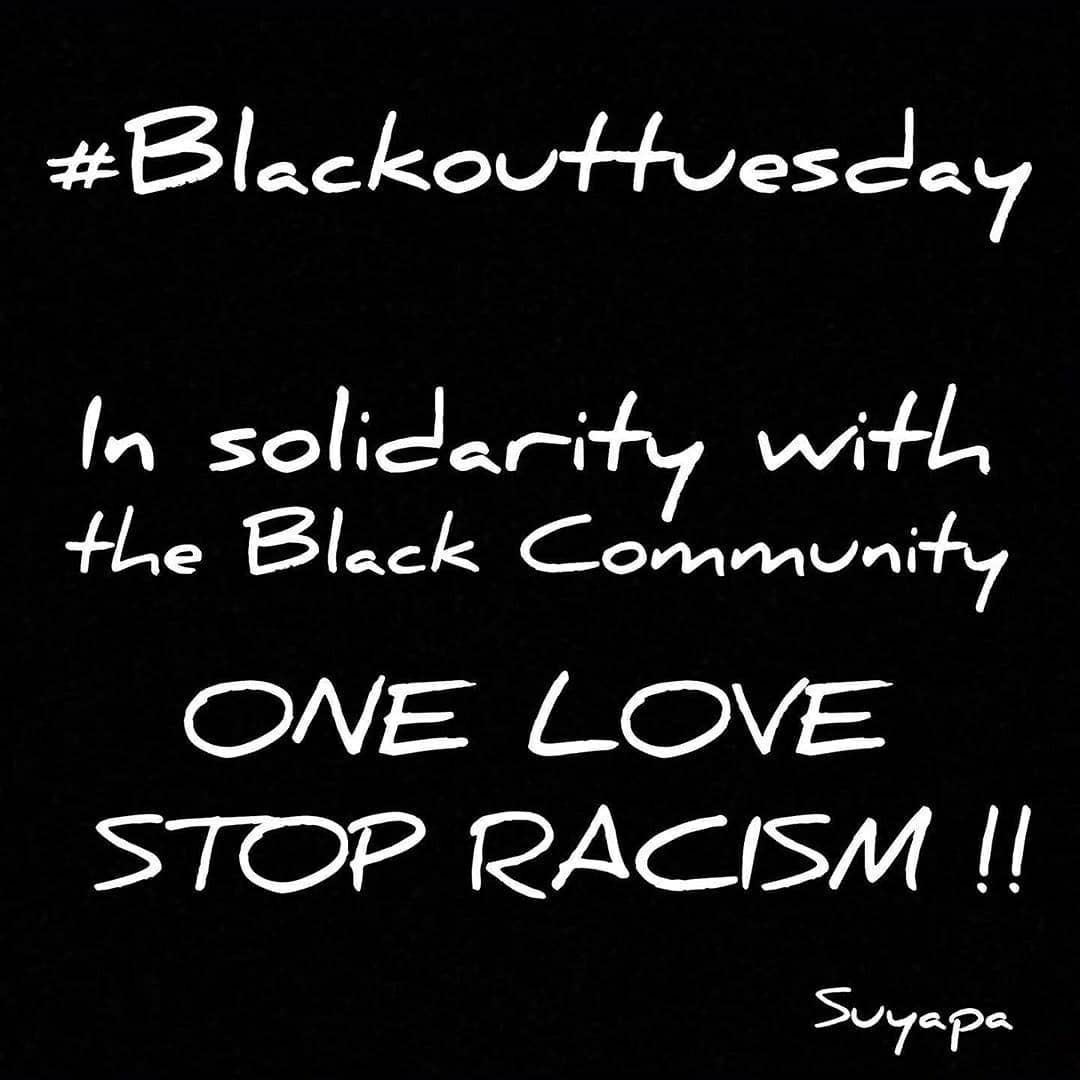 #Blackouttuesday
In solidarity with
the Black Community
ONE LOVE
STOP RACISM !!
Suyapa